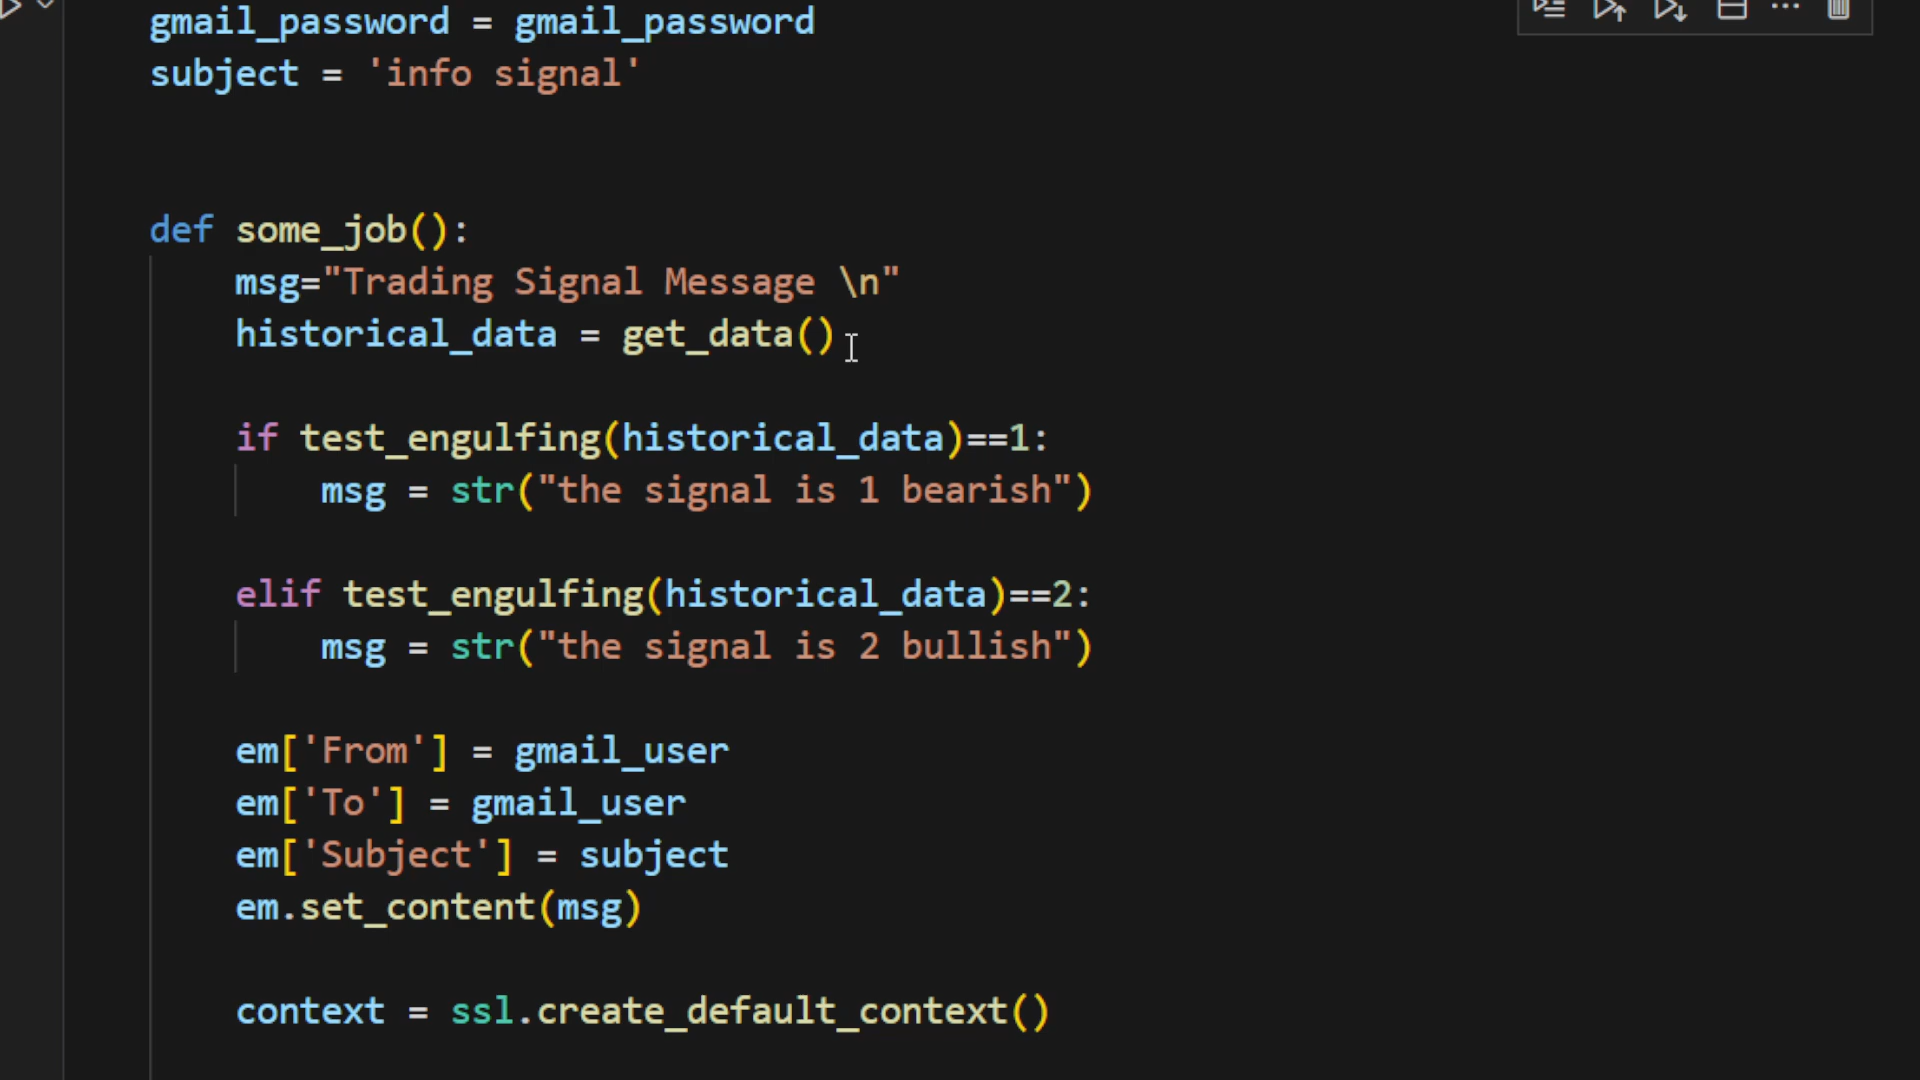 gmail_password = gmail_password
subject = 'info signal'
def some_job():
msg="Trading Signal Message \n"
historical_data = get_data()
if test_engulfing(historical_data)==1:
msg = str("the signal is 1 bearish")
elif test_engulfing(historical_data)==2:
msg = str("the signal is 2 bullish")
em['From'] = gmail_user
em['To'] = gmail_user
em['Subject'] = subject
em.set_content(msg)
context = ssl.create_default_context()